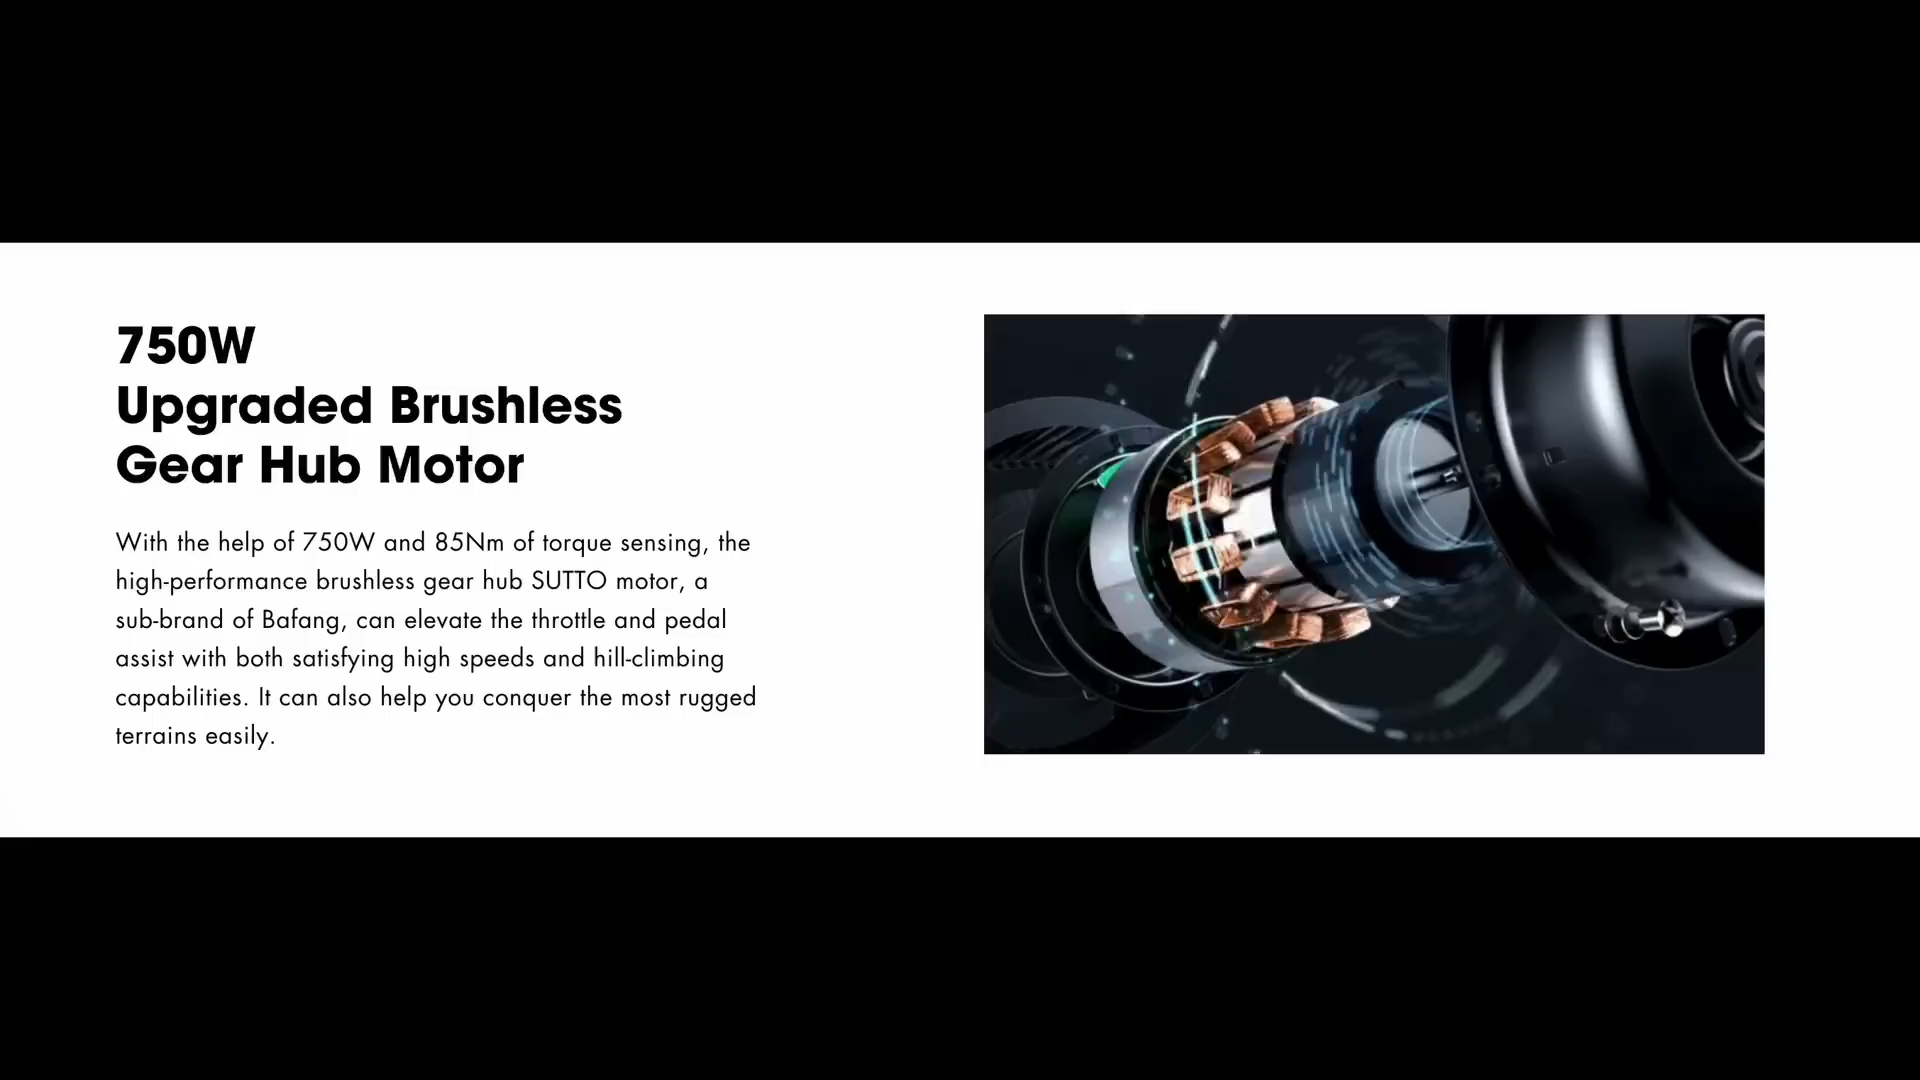 750W
Upgraded Brushless
Gear Hub Motor
With the help of 750W and 85Nm of torque sensing, the
high-performance brushless gear hub SUTTO motor, a
sub-brand of Bafang, can elevate the throttle and pedal
assist with both satisfying high speeds and hill-climbing
capabilities. It can also help you conquer the most rugged
terrains easily.